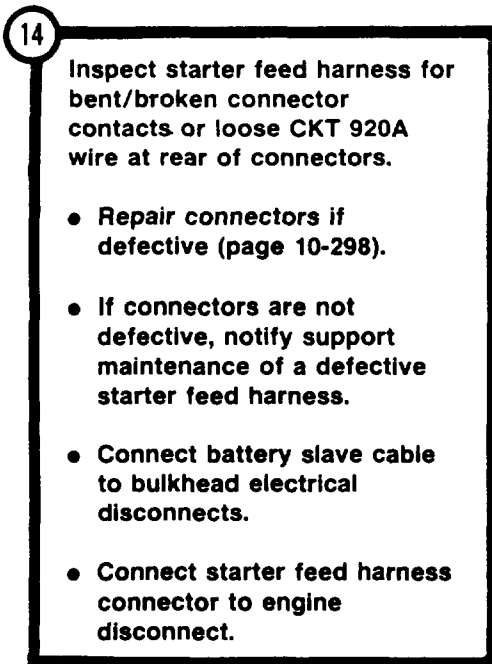 14
Inspect starter feed harness for
bent/broken connector
contacts or loose CKT 920A
wire at rear of connectors.
• Repair connectors if
defective (page 10-298).
• If connectors are not
defective, notify support
maintenance of a defective
starter feed harness.
• Connect battery slave cable
to bulkhead electrical
disconnects.
• Connect starter feed harness
connector to engine
disconnect.